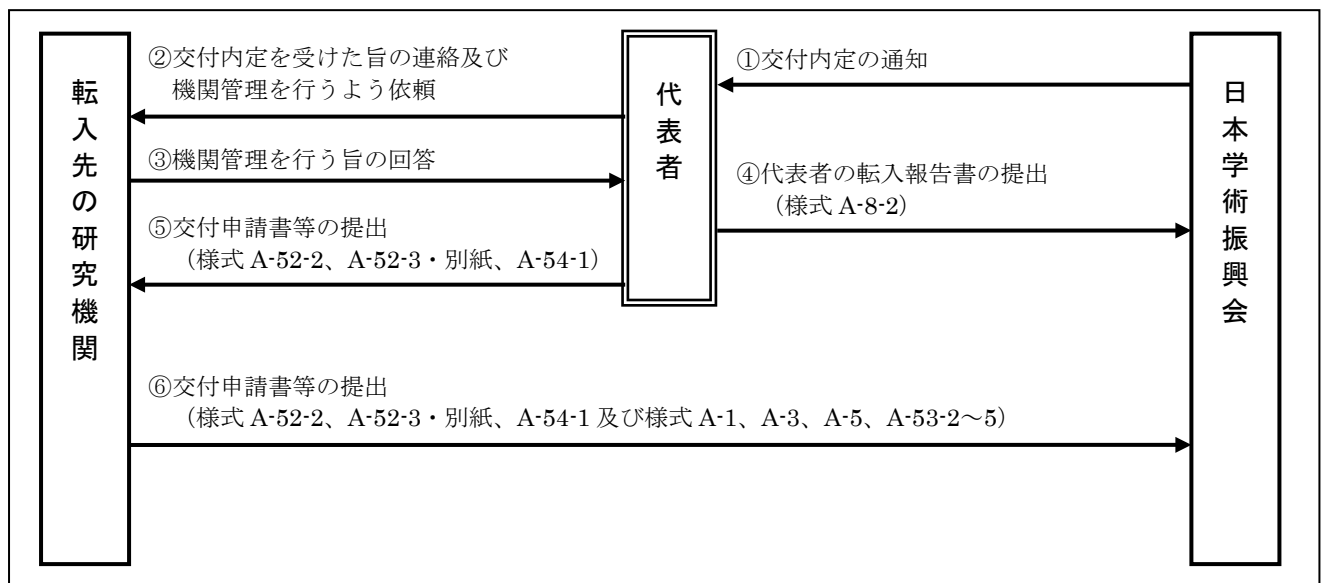 転入先の研究機関
②交付内定を受けた旨の連絡及び
機関管理を行うよう依頼
③機関管理を行う旨の回答
⑤交付申請書等の提出
(様式 A-52-2、A-52-3・別紙、A-54-1)
代表者
①交付内定の通知
④代表者の転入報告書の提出
(様式 A-8-2)
日本学術振興会
⑥交付申請書等の提出
(様式 A-52-2、A-52-3・別紙、A-54-1 及び様式 A-1、A-3、A-5、A-53-2～5)